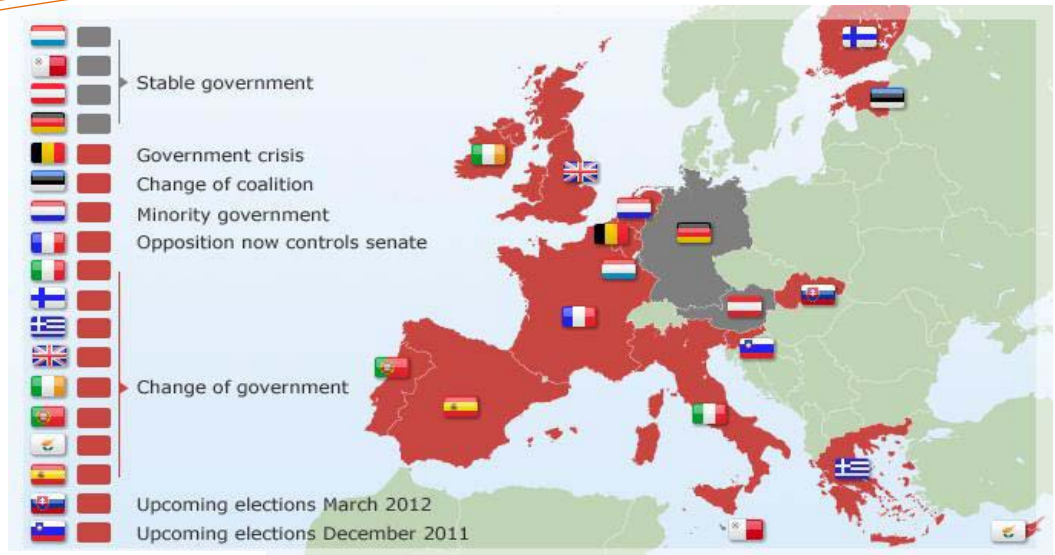 Stable government
Government crisis
Change of coalition
Minority government
Opposition now controls senate
Change of government
Upcoming elections March 2012
Upcoming elections December 2011